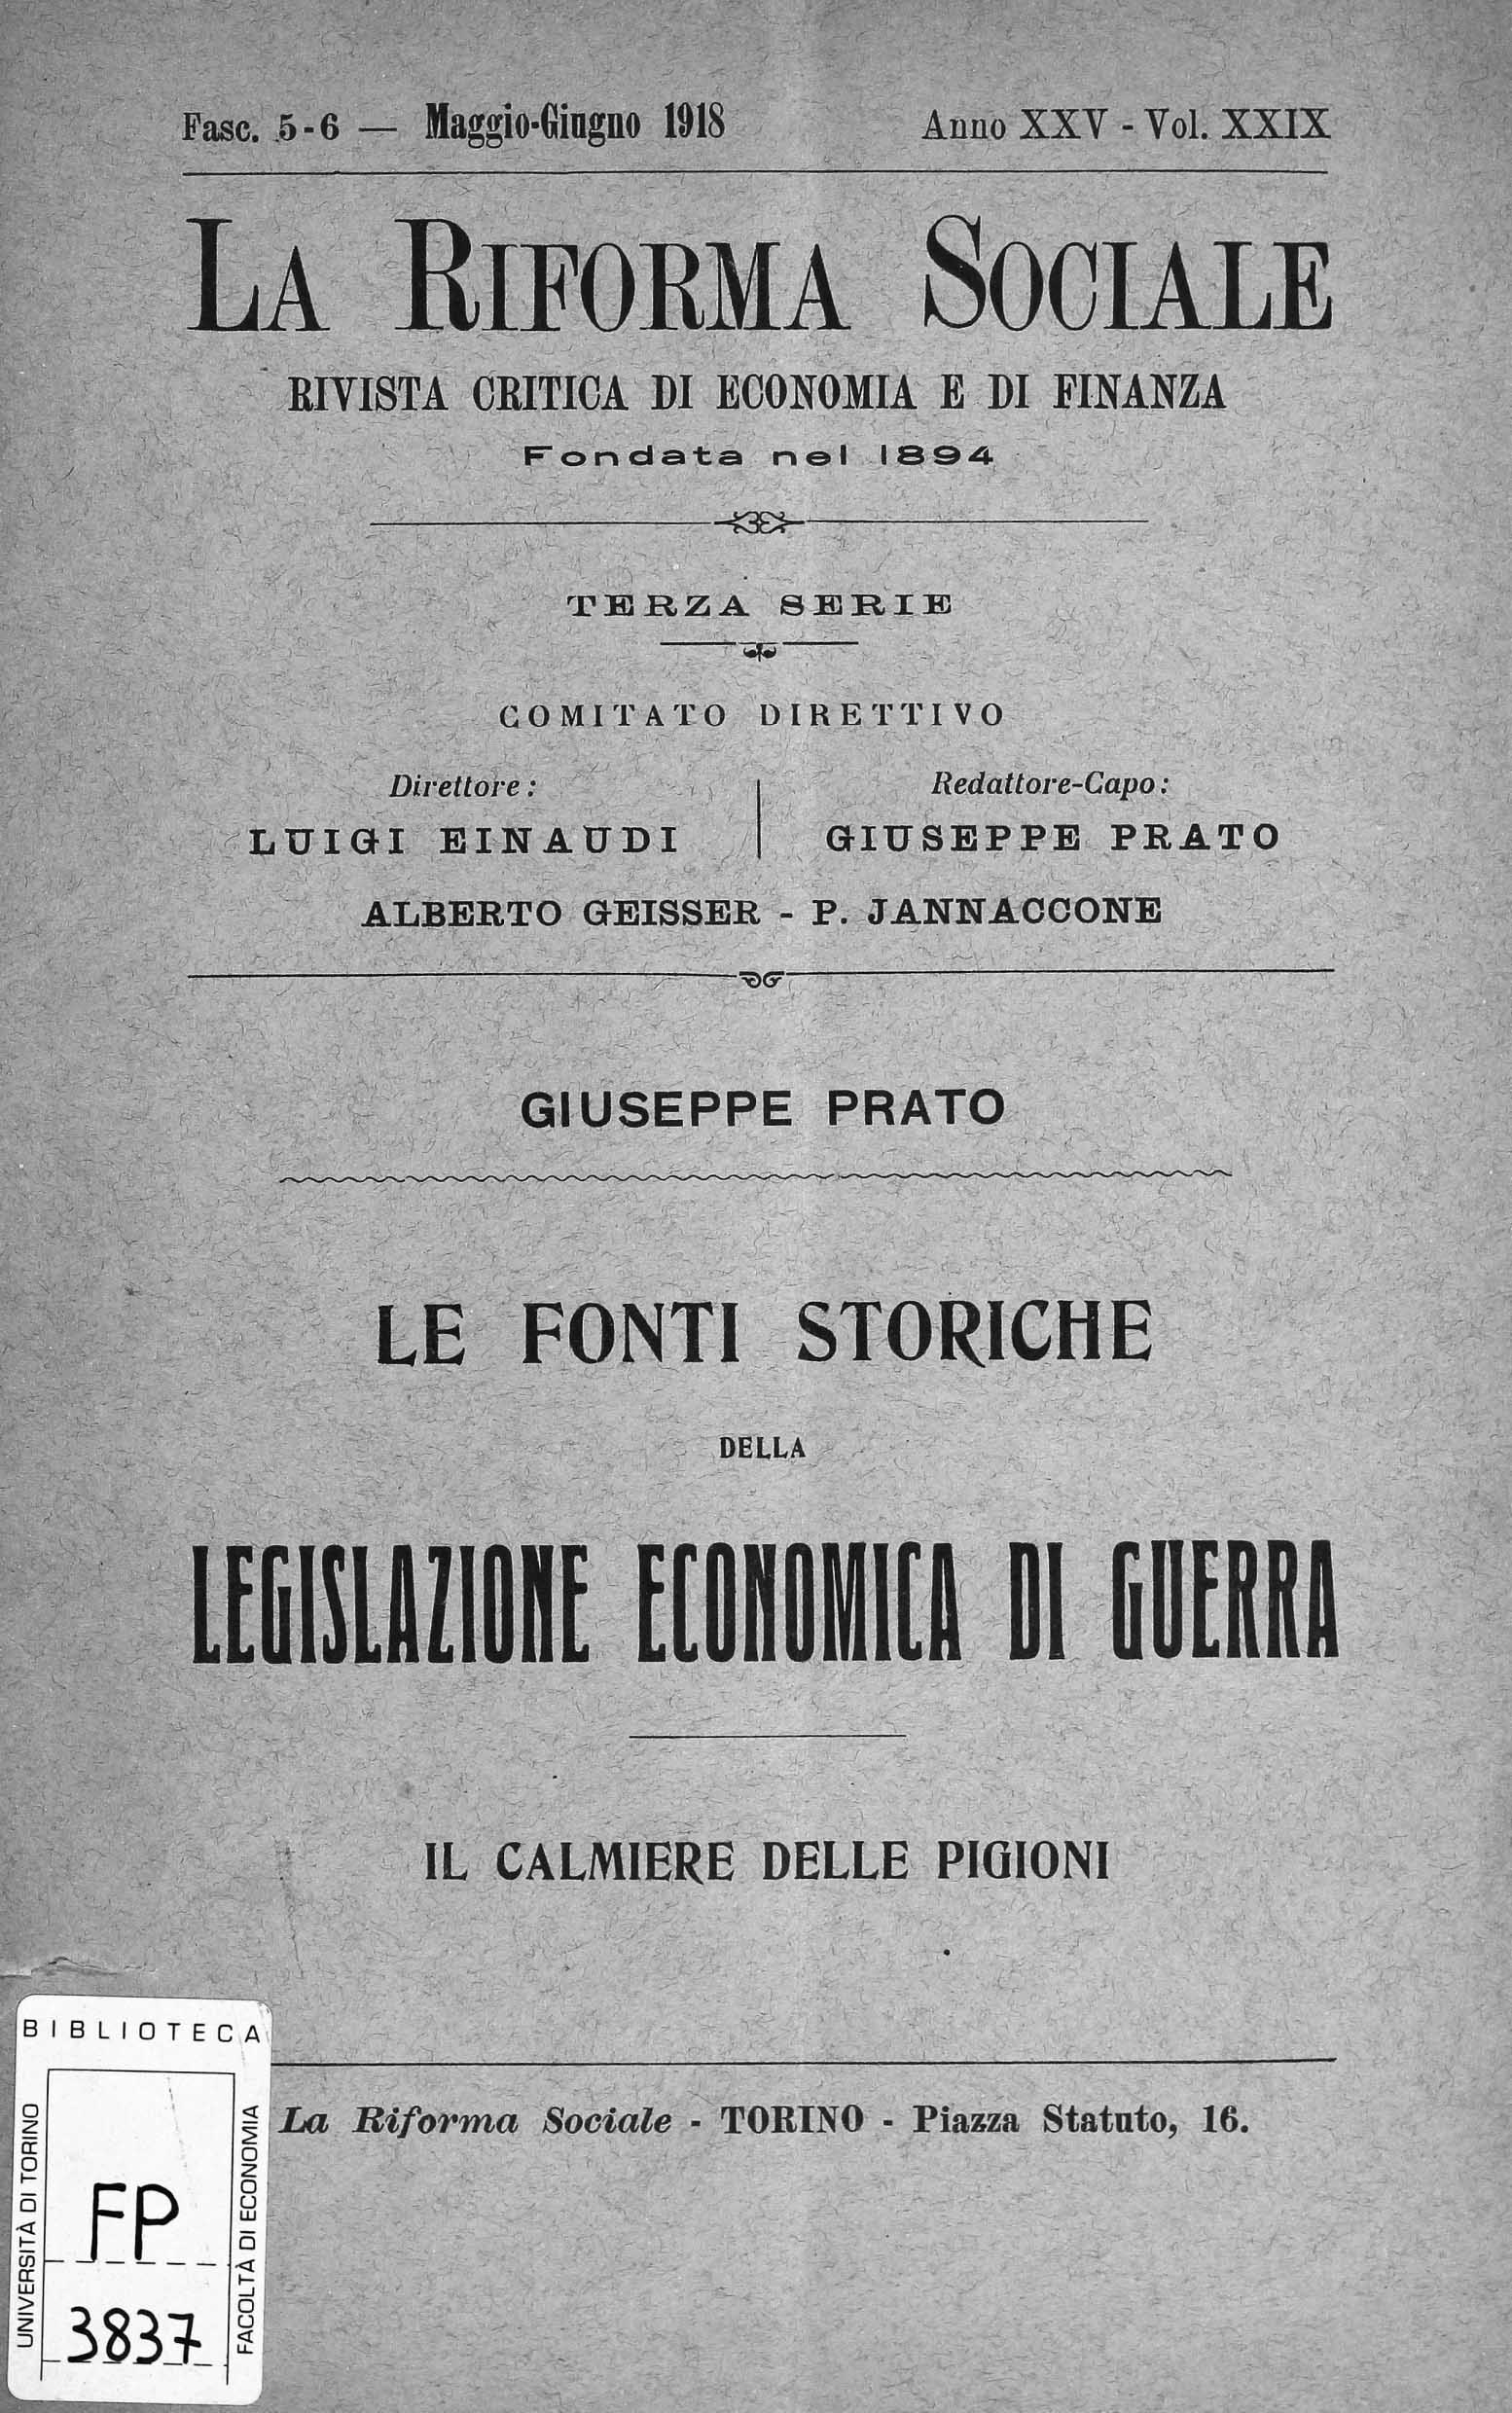 Fasc. 5-6 — Maggio-Giugno 1918 Anno XXV - Vol. XXIX
LA RIFORMA SOCIALE
RIVISTA CRITICA DI ECONOMIA E DI FINANZA
Fondata nel 1894
TERZA SERIE
COMITATO DIRETTIVO
Direttore: Redattore-Capo:
LUIGI EINAUDI GIUSEPPE PRATO
ALBERTO GEISSER - P. JANNACCONE
GIUSEPPE PRATO
LE FONTI STORICHE
DELLA
LEGISLAZIONE ECONOMICA DI GUERRA
IL CALMIERE DELLE PIGIONI
La Riforma Sociale - TORINO - Piazza Statuto, 16.
BIBLIOTECA
UNIVERSITÀ DI TORINO
FP
3837
FACOLTÀ DI ECONOMIA